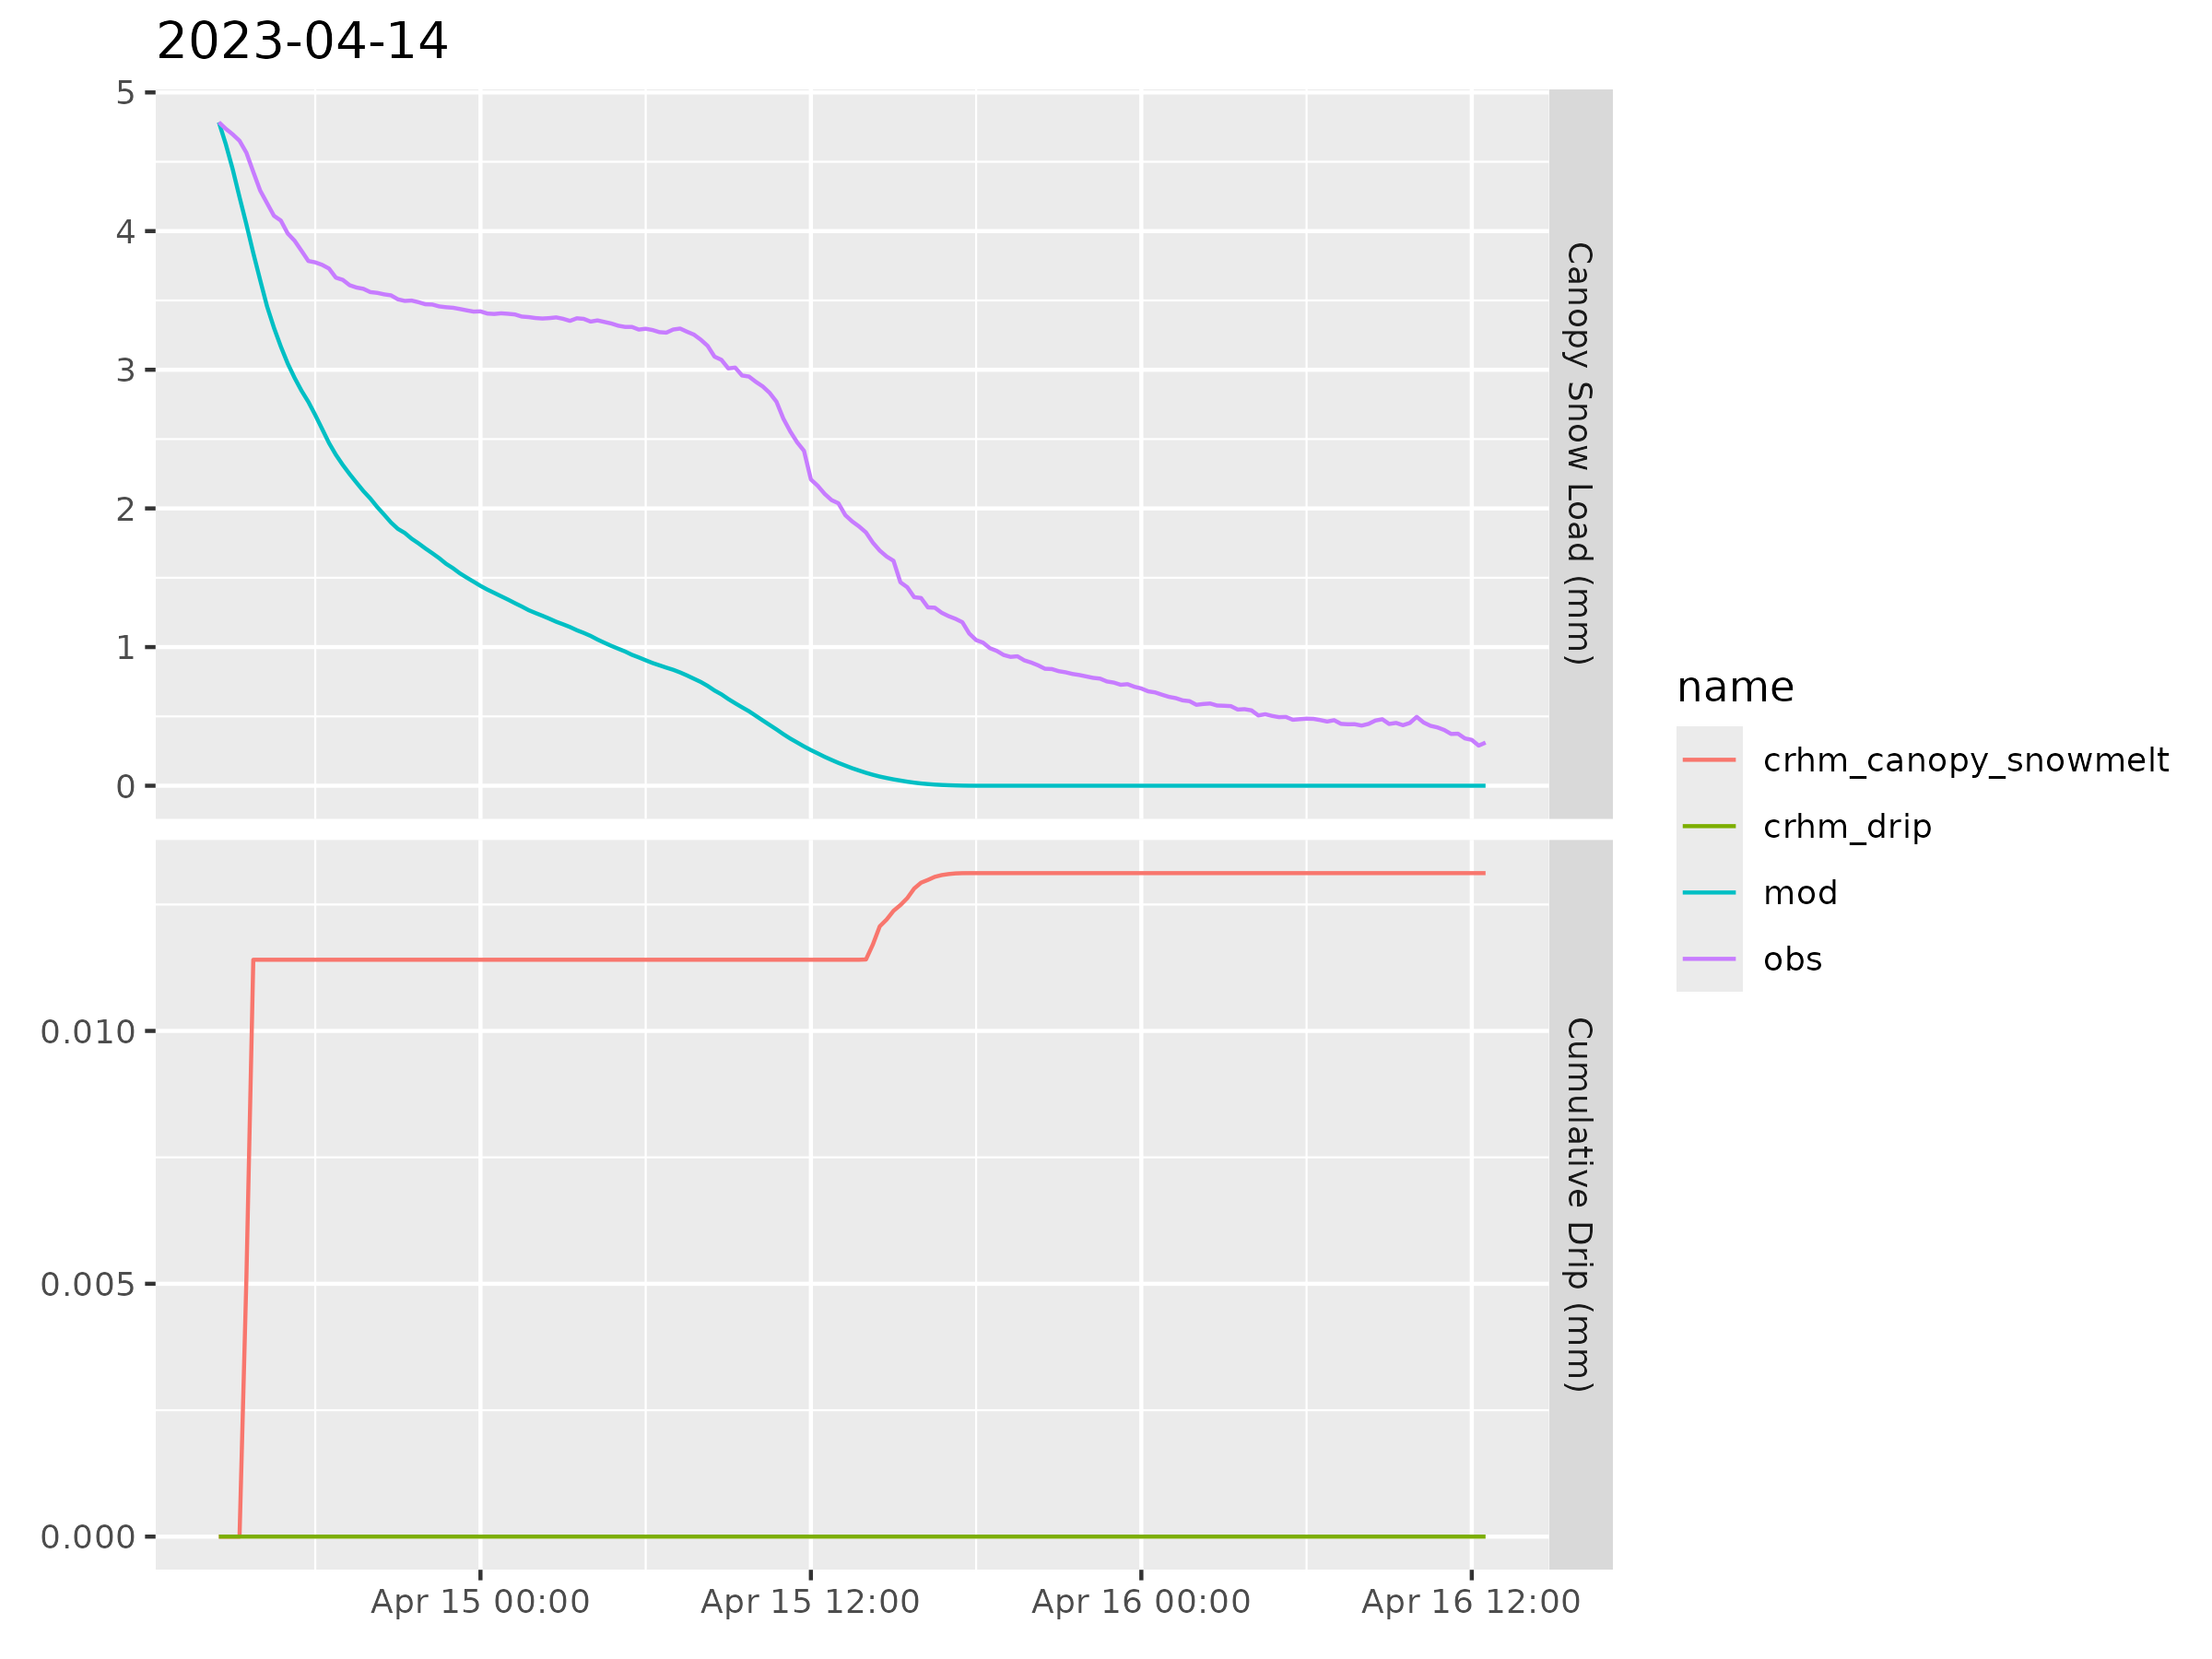 2023-04-14
5
4
3
2
1
0
Canopy Snow Load (mm)
0.010
0.005
0.000
Cumulative Drip (mm)
Apr 15 00:00
Apr 15 12:00
Apr 16 00:00
Apr 16 12:00
name
crhm_canopy_snowmelt
crhm_drip
mod
obs